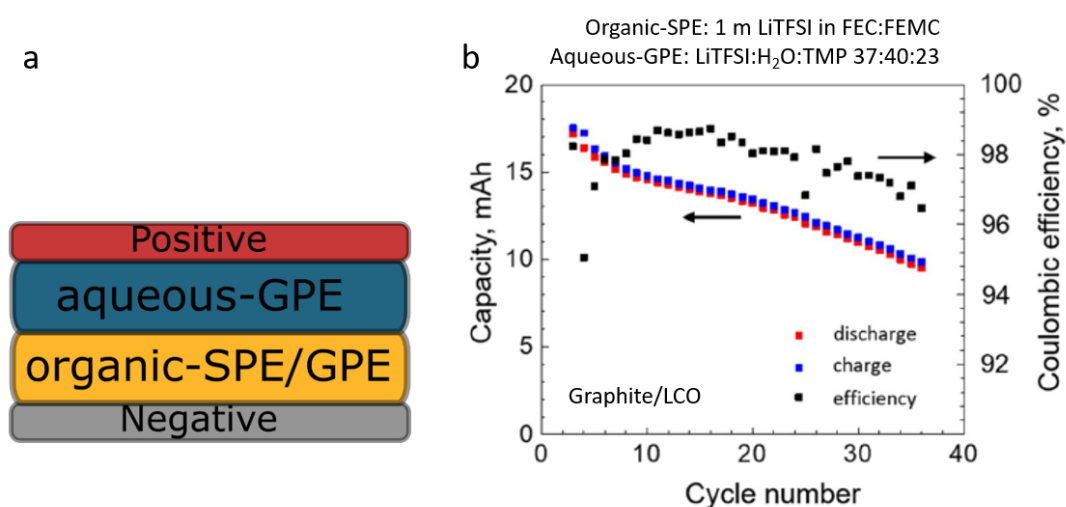 a
Positive
aqueous-GPE
organic-SPE/GPE
Negative
b
Organic-SPE: 1 m LiTFSI in FEC:FEMC
Aqueous-GPE: LiTFSI:H₂O:TMP 37:40:23
20
15
10
5
0
Capacity, mAh
100
98
96
94
92
Coulombic efficiency, %
discharge
charge
efficiency
Graphite/LCO
0 10 20 30 40
Cycle number